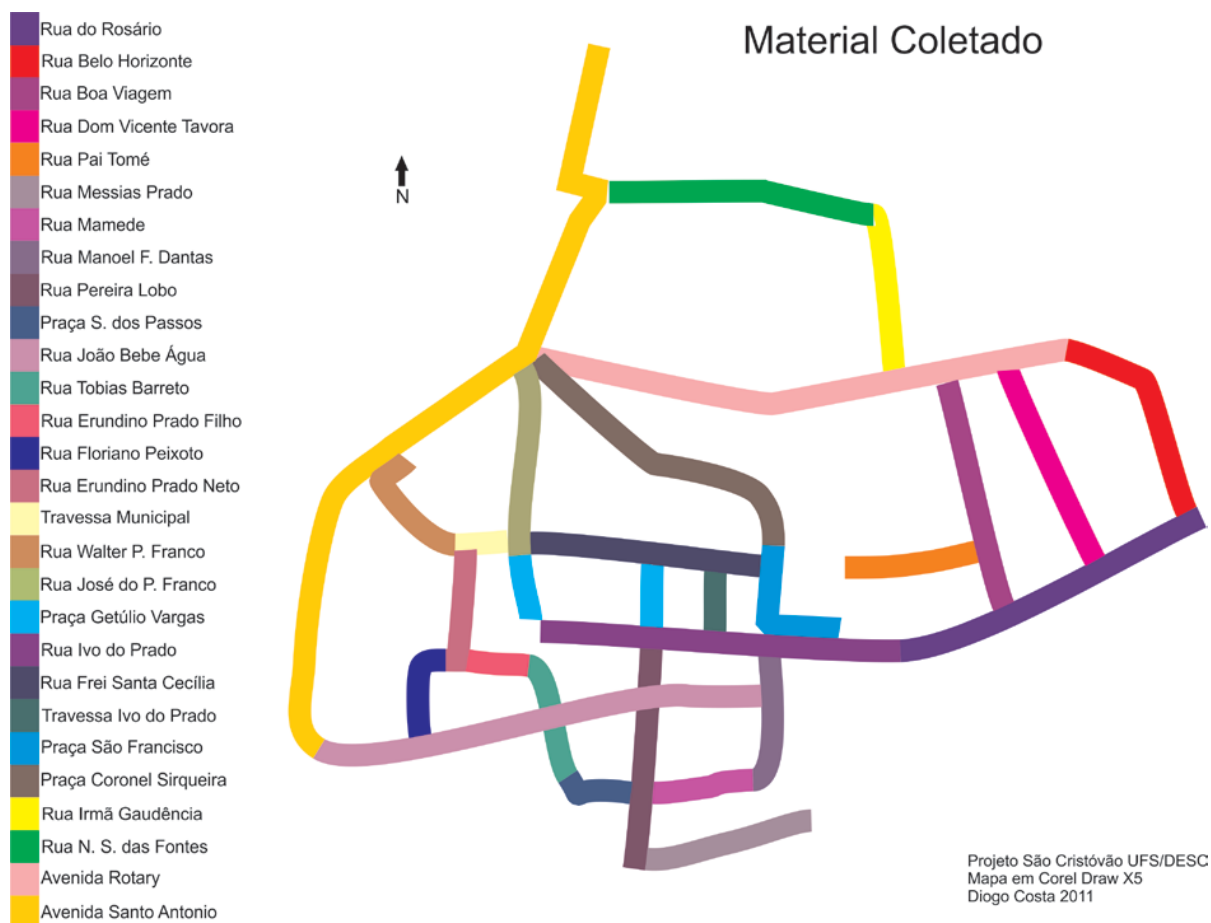 Material Coletado
Rua do Rosário
Rua Belo Horizonte
Rua Boa Viagem
Rua Dom Vicente Tavora
Rua Pai Tomé
Rua Messias Prado
Rua Mamede
Rua Manoel F. Dantas
Rua Pereira Lobo
Praça S. dos Passos
Rua João Bebe Água
Rua Tobias Barreto
Rua Erundino Prado Filho
Rua Floriano Peixoto
Rua Erundino Prado Neto
Travessa Municipal
Rua Walter P. Franco
Rua José do P. Franco
Praça Getúlio Vargas
Rua Ivo do Prado
Rua Frei Santa Cecília
Travessa Ivo do Prado
Praça São Francisco
Praça Coronel Sirqueira
Rua Irmã Gaudência
Rua N. S. das Fontes
Avenida Rotary
Avenida Santo Antonio
N
Projeto São Cristóvão UFS/DESC
Mapa em Corel Draw X5
Diogo Costa 2011